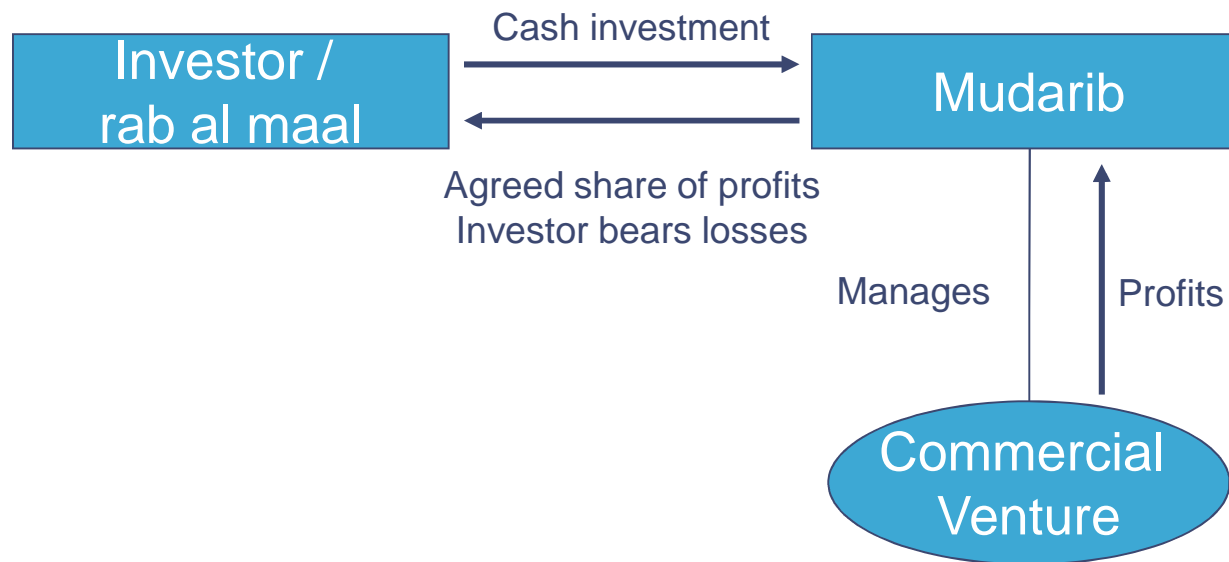 Cash investment
Investor /
rab al maal
Mudarib
Agreed share of profits
Investor bears losses
Manages
Profits
Commercial
Venture